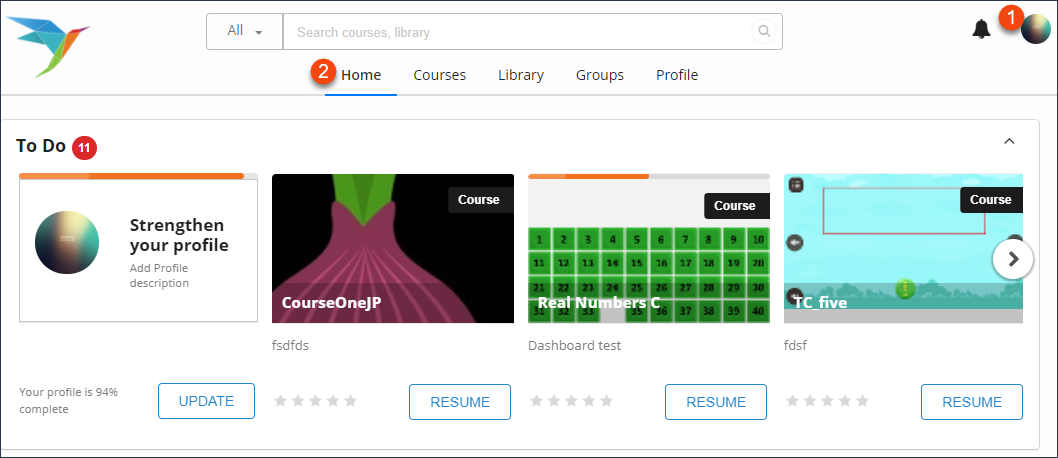 1
All
Search courses, library
2
Home Courses Library Groups Profile
To Do 11
Strengthen
your profile
Add Profile
description
Your profile is 94%
complete
UPDATE
Course
CourseOneJP
fsdfds
RESUME
Course
1 2 3 4 5 6 7 8 9 10
11 12 13 14 15 16 17 18 19 20
21 22 23 24 25 26 27 28 29 30
31 32 33 35 36 37 38 39 40
Real Numbers C
Dashboard test
RESUME
Course
TC_five
fdsf
RESUME